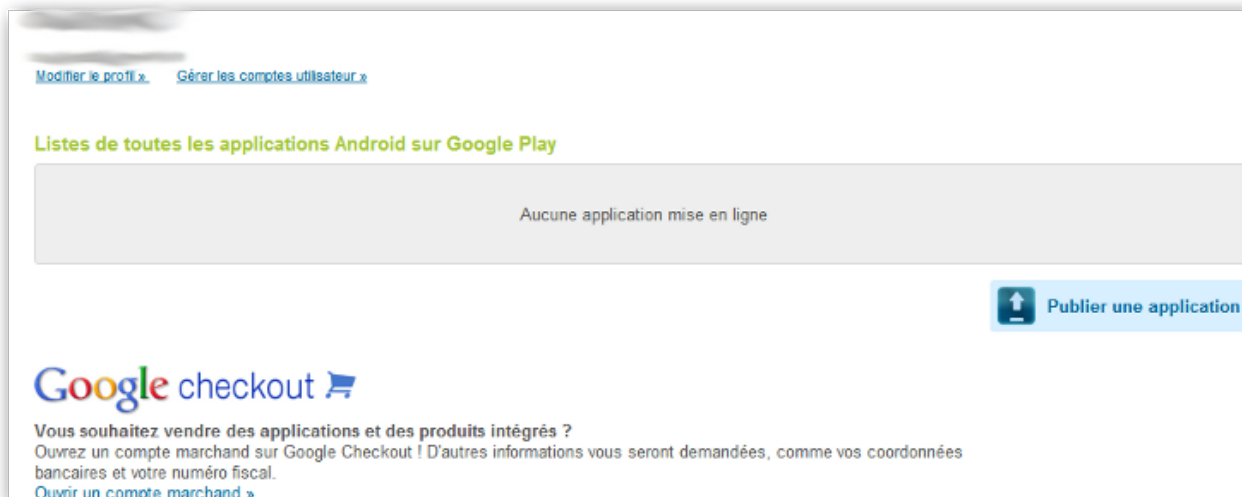 Modifier le profil » Gérer les comptes utilisateur »
Listes de toutes les applications Android sur Google Play
Aucune application mise en ligne
Publier une application
Google checkout
Vous souhaitez vendre des applications et des produits intégrés ?
Ouvrez un compte marchand sur Google Checkout ! D'autres informations vous seront demandées, comme vos coordonnées
bancaires et votre numéro fiscal.
Ouvrir un compte marchand »